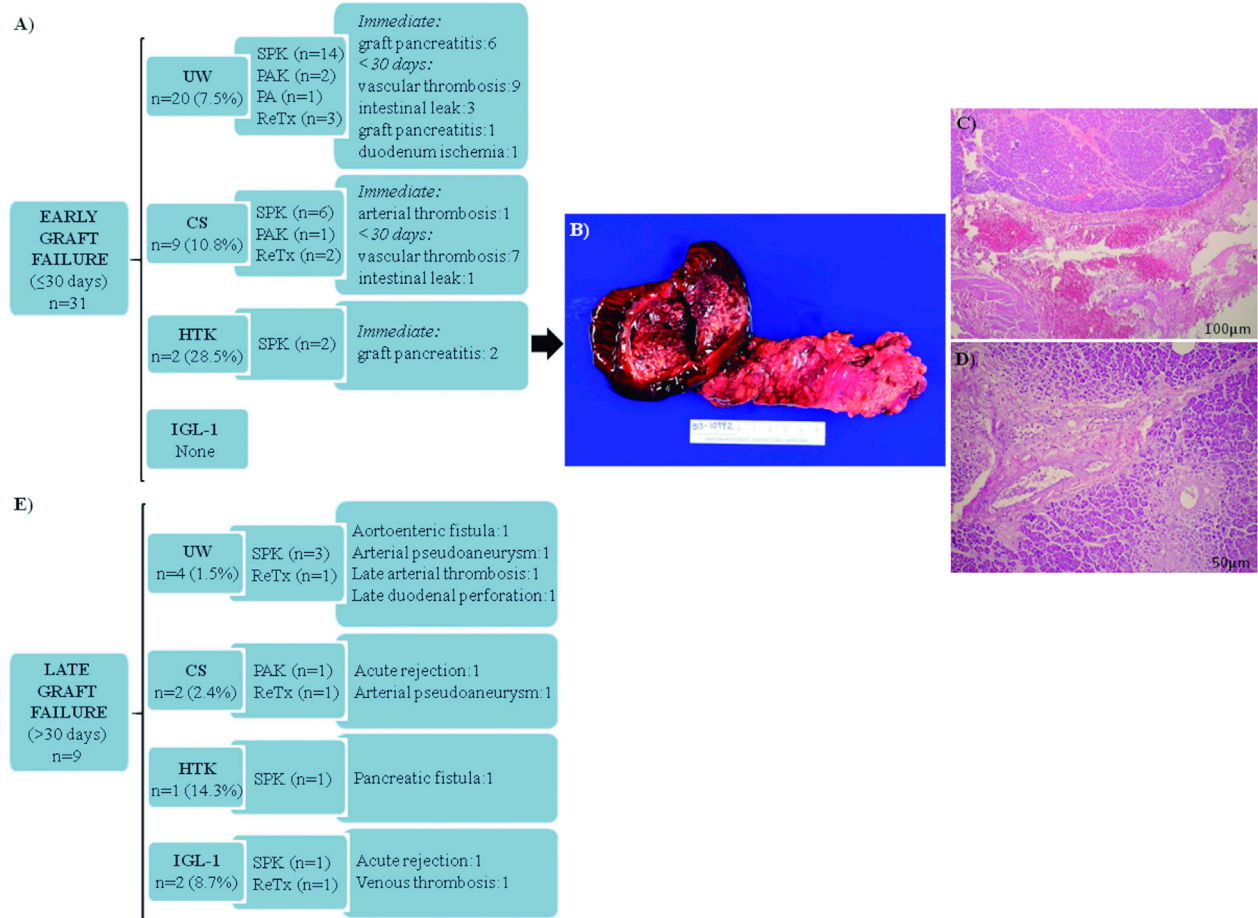 A)
EARLY
GRAFT
FAILURE
(≤30 days)
n=31
UW
n=20 (7.5%)
SPK (n=14)
PAK (n=2)
PA (n=1)
ReTx (n=3)
Immediate:
graft pancreatitis:6
<30 days:
vascular thrombosis:9
intestinal leak:3
graft pancreatitis:1
duodenum ischemia:1
CS
n=9 (10.8%)
SPK (n=6)
PAK (n=1)
ReTx (n=2)
Immediate:
arterial thrombosis:1
<30 days:
vascular thrombosis:7
intestinal leak:1
HTK
n=2 (28.5%)
SPK (n=2)
Immediate:
graft pancreatitis: 2
IGL-1
None
B)
C)
100µm
D)
50µm
E)
LATE
GRAFT
FAILURE
(>30 days)
n=9
UW
n=4 (1.5%)
SPK (n=3)
ReTx (n=1)
Aortoenteric fistula:1
Arterial pseudoaneurysm:1
Late arterial thrombosis:1
Late duodenal perforation:1
CS
n=2 (2.4%)
PAK (n=1)
ReTx (n=1)
Acute rejection:1
Arterial pseudoaneurysm:1
HTK
n=1 (14.3%)
SPK (n=1)
Pancreatic fistula:1
IGL-1
n=2 (8.7%)
SPK (n=1)
ReTx (n=1)
Acute rejection:1
Venous thrombosis:1